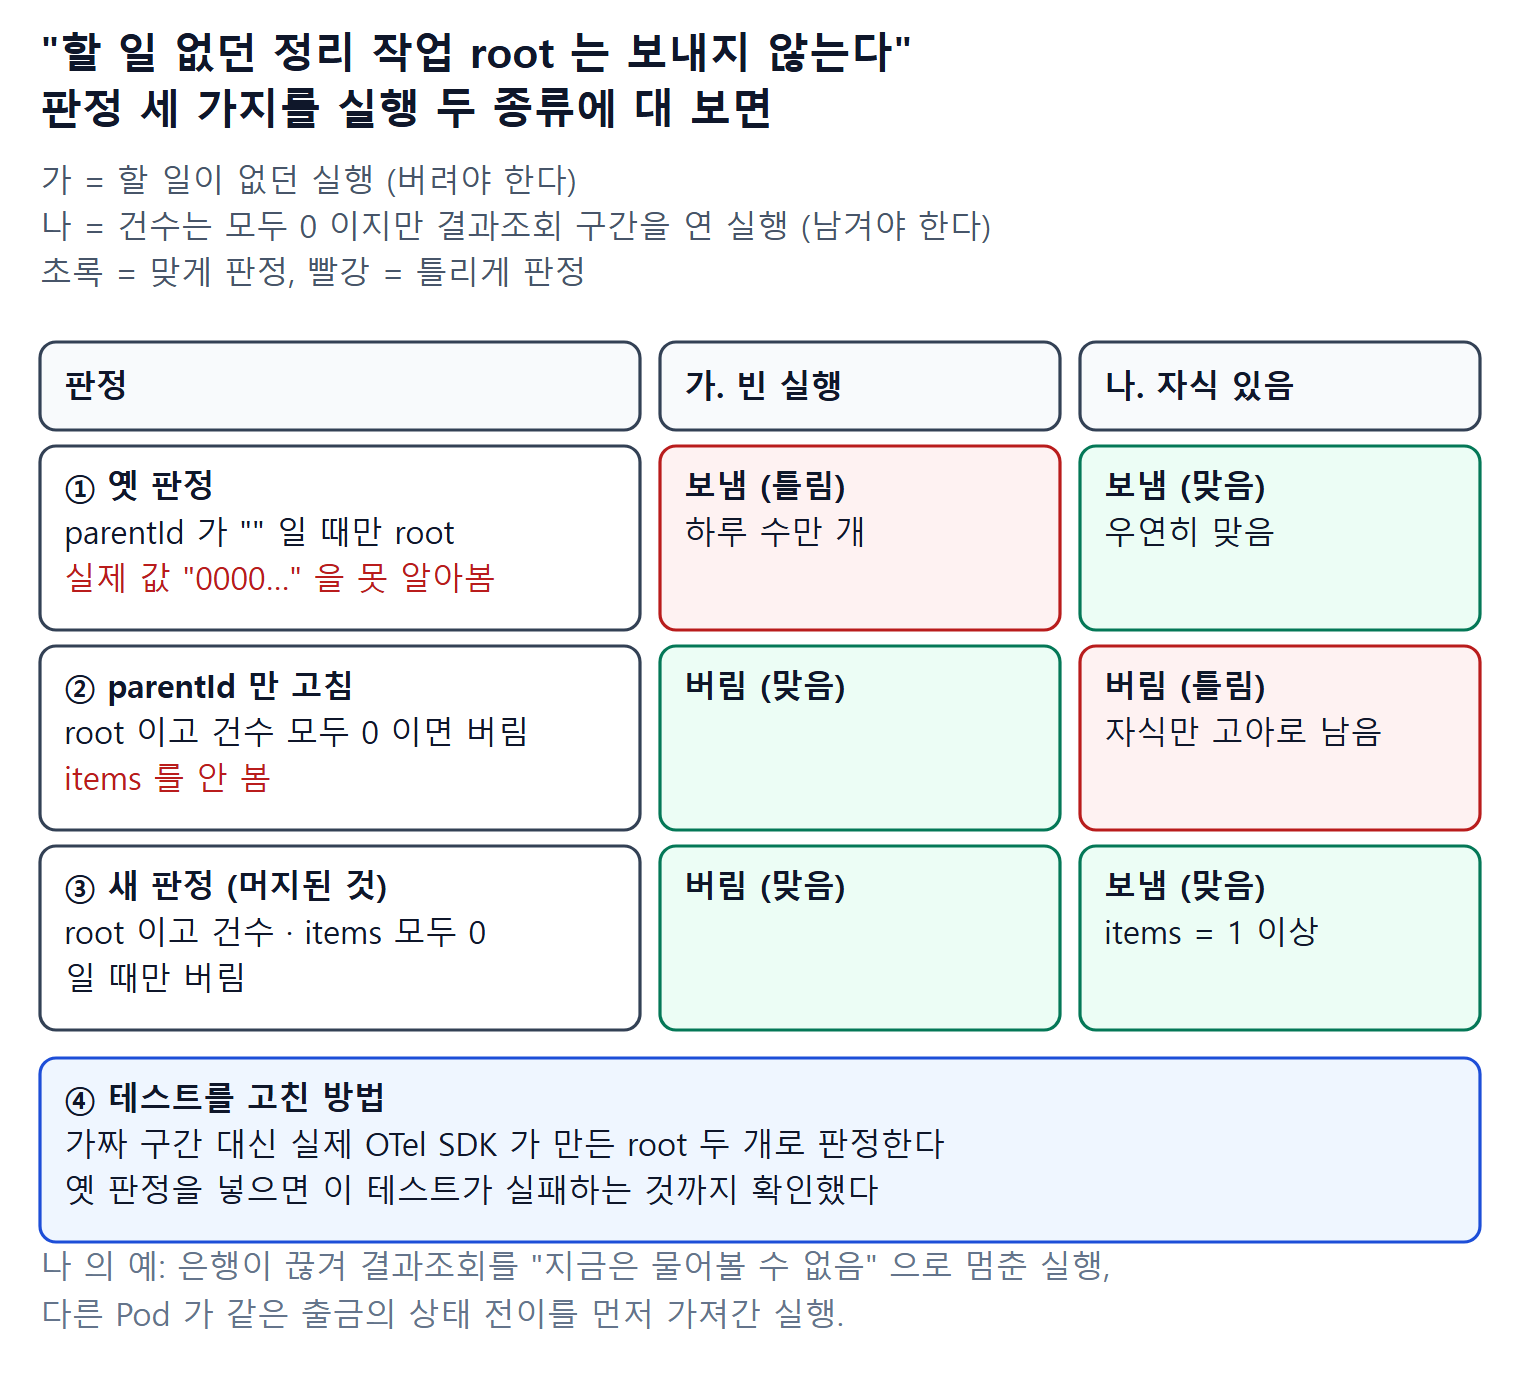 "할 일 없던 정리 작업 root 는 보내지 않는다"
판정 세 가지를 실행 두 종류에 대 보면
가 = 할 일이 없던 실행 (버려야 한다)
나 = 건수는 모두 0 이지만 결과조회 구간을 연 실행 (남겨야 한다)
초록 = 맞게 판정, 빨강 = 틀리게 판정
판정
가. 빈 실행
나. 자식 있음
① 옛 판정
parentId 가 "" 일 때만 root
실제 값 "0000..." 을 못 알아봄
보냄 (틀림)
하루 수만 개
보냄 (맞음)
우연히 맞음
② parentId 만 고침
root 이고 건수 모두 0 이면 버림
items 를 안 봄
버림 (맞음)
버림 (틀림)
자식만 고아로 남음
③ 새 판정 (머지된 것)
root 이고 건수 · items 모두 0
일 때만 버림
버림 (맞음)
보냄 (맞음)
items = 1 이상
④ 테스트를 고친 방법
가짜 구간 대신 실제 OTel SDK 가 만든 root 두 개로 판정한다
옛 판정을 넣으면 이 테스트가 실패하는 것까지 확인했다
나 의 예: 은행이 끊겨 결과조회를 "지금은 물어볼 수 없음" 으로 멈춘 실행,
다른 Pod 가 같은 출금의 상태 전이를 먼저 가져간 실행.